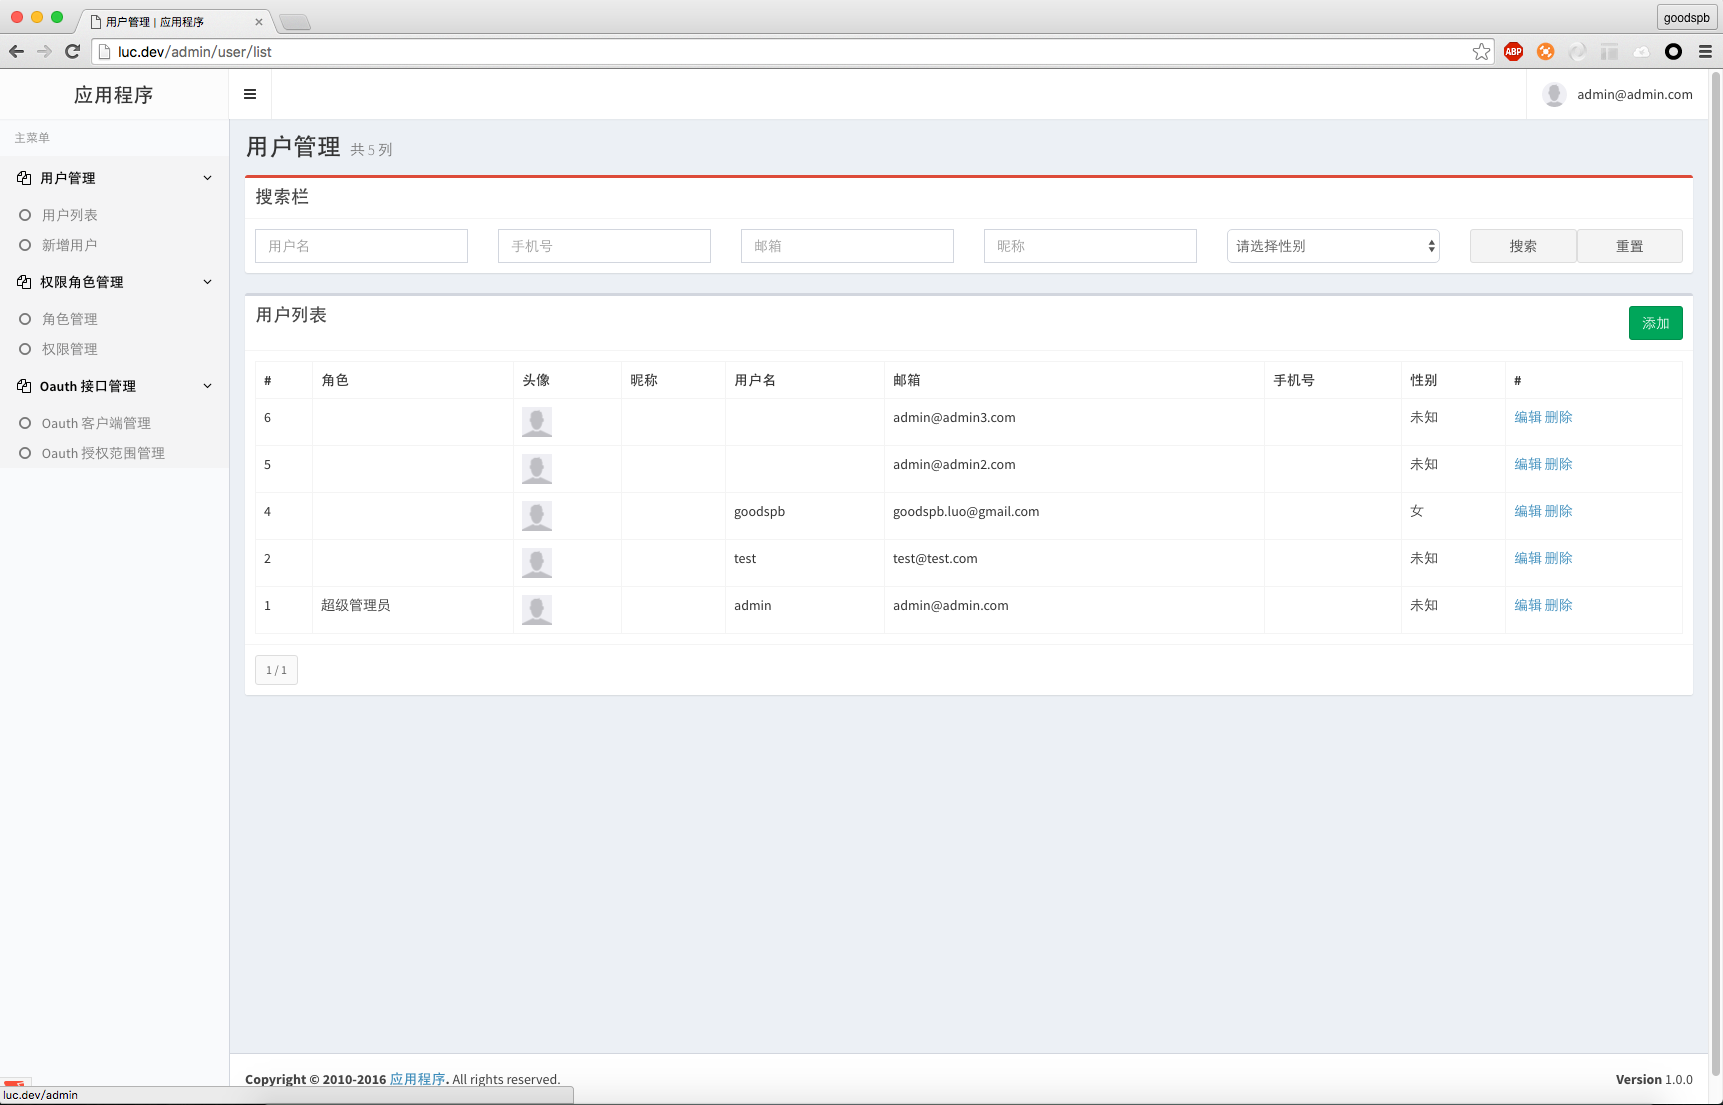 用户管理 | 应用程序
goodspb
luc.dev/admin/user/list
ABP
应用程序
admin@admin.com
主菜单
用户管理
用户列表
新增用户
权限角色管理
角色管理
权限管理
Oauth 接口管理
Oauth 客户端管理
Oauth 授权范围管理
用户管理 共 5 列
搜索栏
用户名 手机号 邮箱 昵称 请选择性别 搜索 重置
用户列表
添加
# 角色 头像 昵称 用户名 邮箱 手机号 性别 #
6 admin@admin3.com 未知 编辑 删除
5 admin@admin2.com 未知 编辑 删除
4 goodspb goodspb.luo@gmail.com 女 编辑 删除
2 test test@test.com 未知 编辑 删除
1 超级管理员 admin admin@admin.com 未知 编辑 删除
1 / 1
Copyright © 2010-2016 应用程序. All rights reserved.
Version 1.0.0
luc.dev/admin